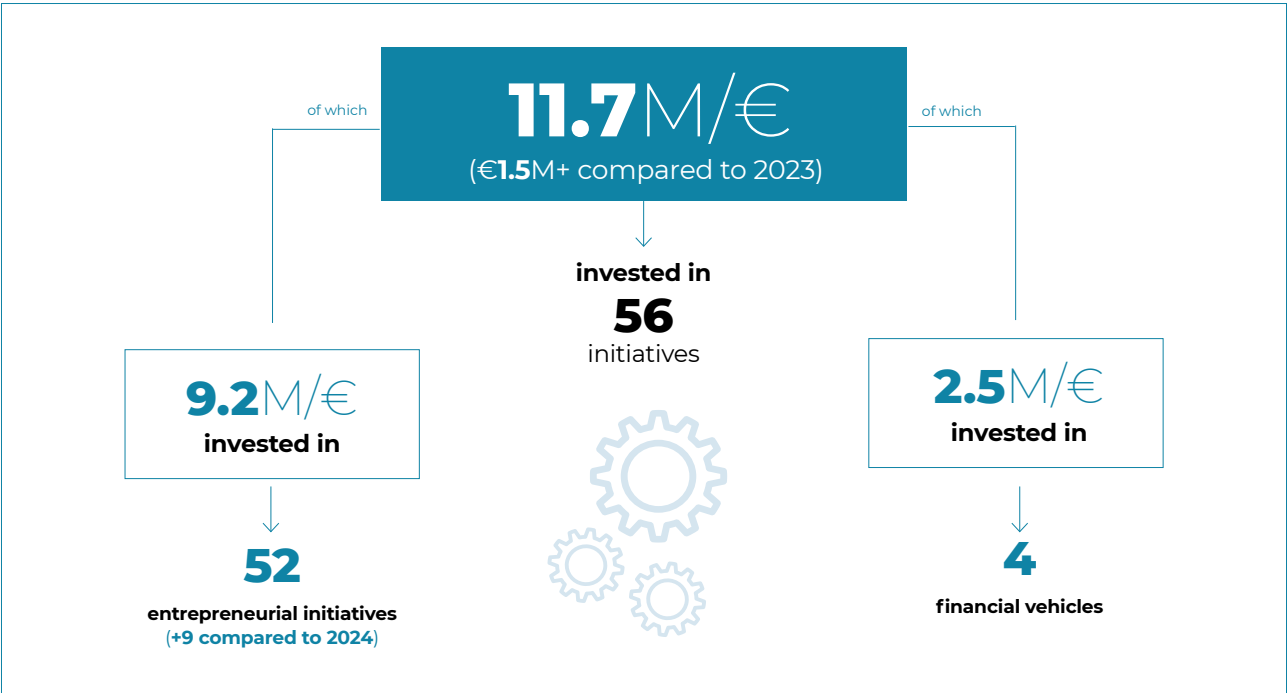 of which
11.7M/€
(€1.5M+ compared to 2023)
of which
invested in
56
initiatives
9.2M/€
invested in
52
entrepreneurial initiatives
(+9 compared to 2024)
2.5M/€
invested in
4
financial vehicles